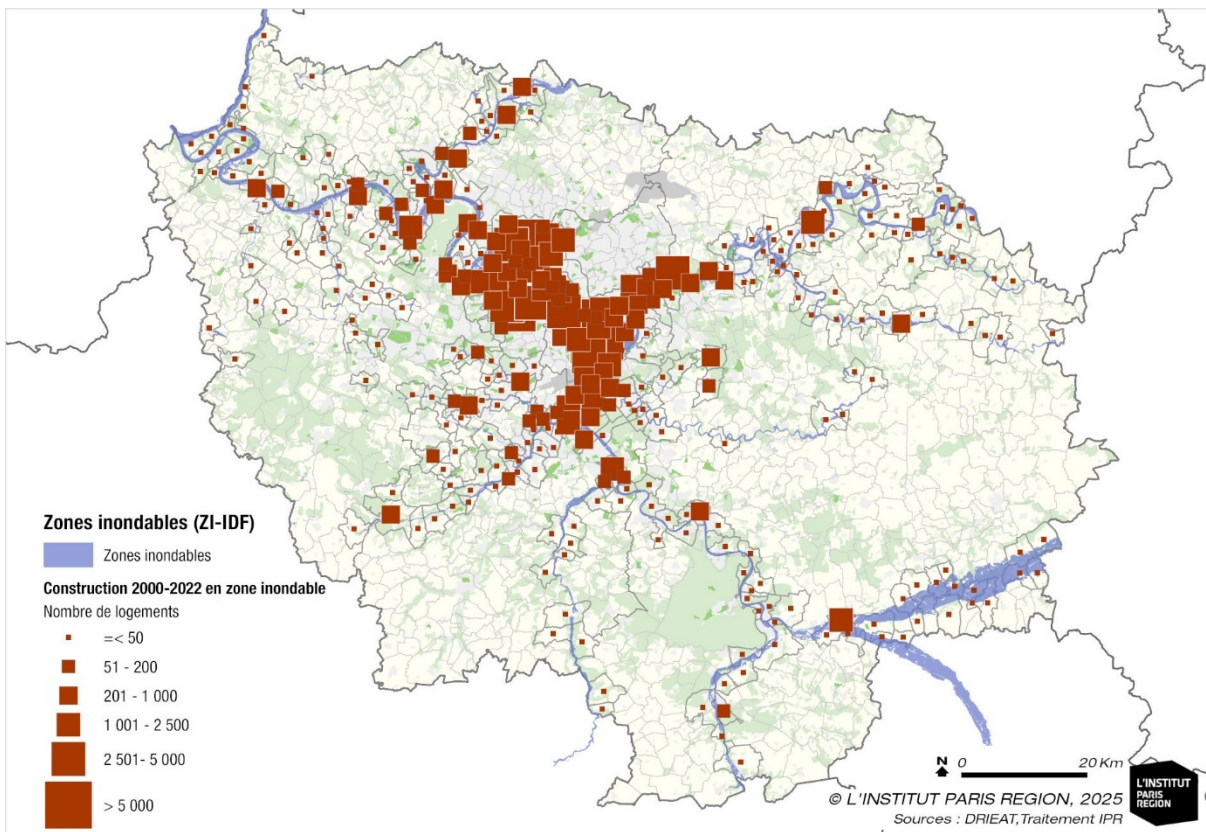 Zones inondables (ZI-IDF)
Zones inondables
Construction 2000-2022 en zone inondable
Nombre de logements
=< 50
51 - 200
201 - 1 000
1 001 - 2 500
2 501- 5 000
> 5 000
N 0 20 Km
© L'INSTITUT PARIS REGION, 2025
Sources : DRIEAT,Traitement IPR
L'INSTITUT
PARIS
REGION